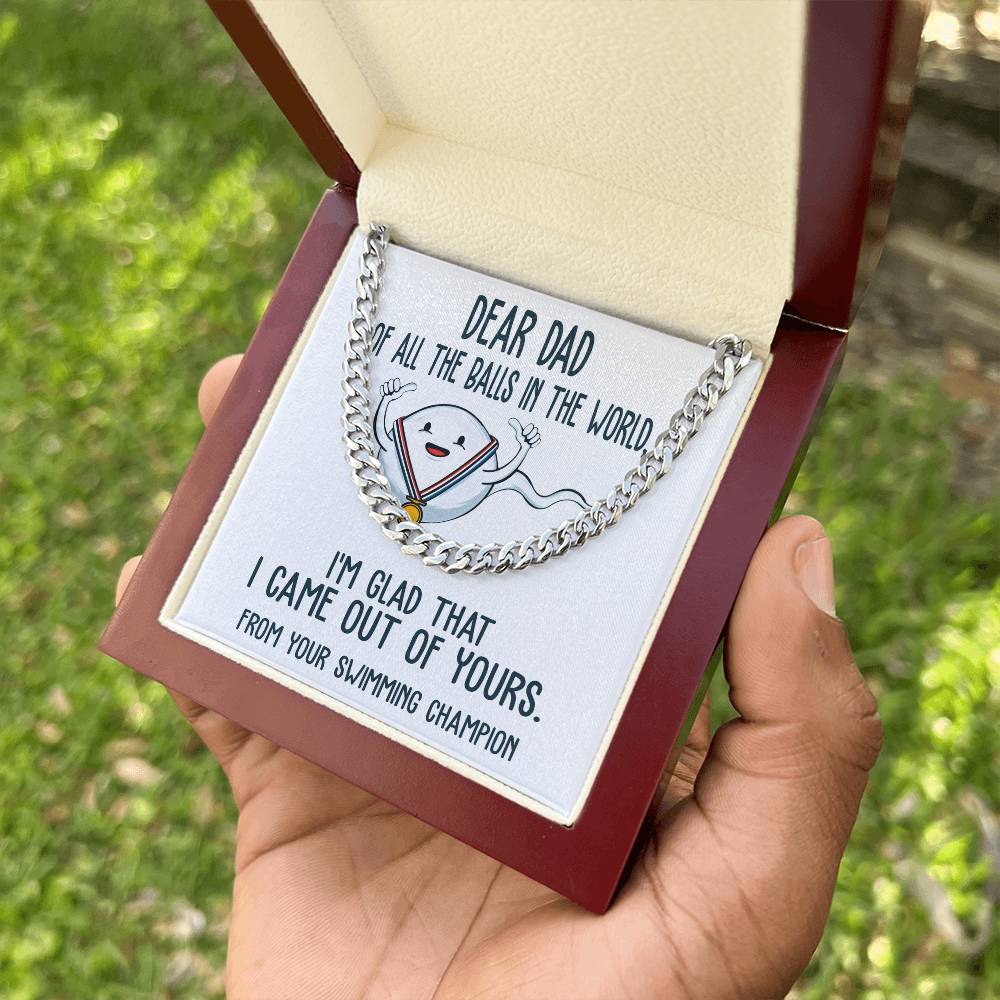 DEAR DAD
OF ALL THE BALLS IN THE WORLD,
I'M GLAD THAT
I CAME OUT OF YOURS.
FROM YOUR SWIMMING CHAMPION